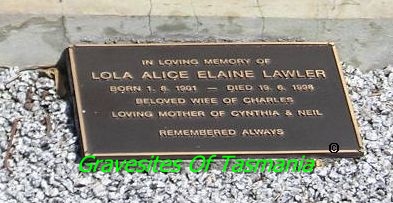 IN LOVING MEMORY OF
LOLA ALICE ELAINE LAWLER
BORN 1. 8. 1901 — DIED 19. 6. 1998
BELOVED WIFE OF CHARLES
LOVING MOTHER OF CYNTHIA & NEIL
REMEMBERED ALWAYS
©
Gravesites Of Tasmania